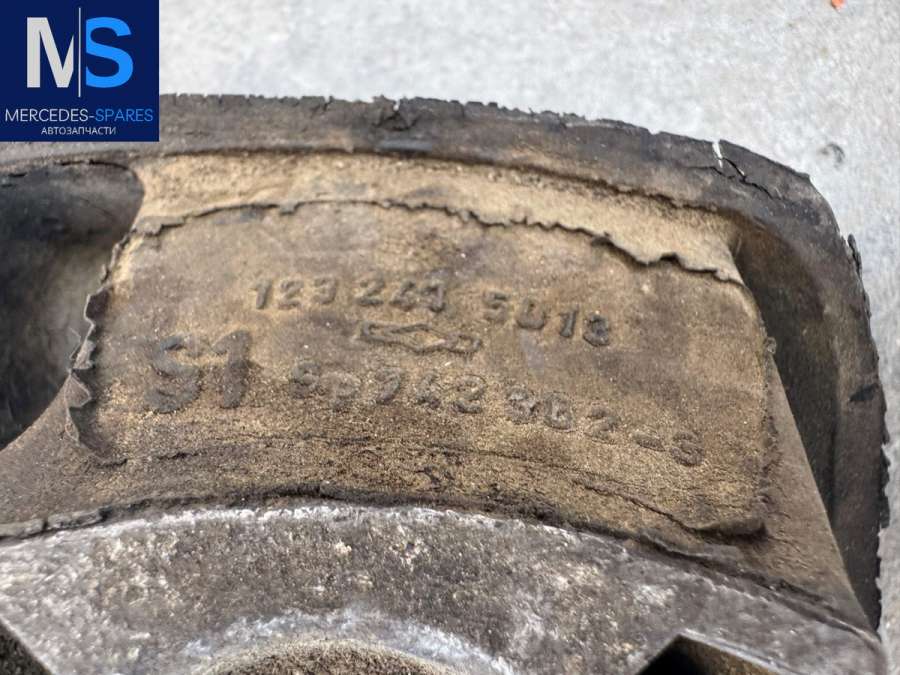 MS
MERCEDES-SPARES
АВТОЗАПЧАСТИ
123 241 5013
S1